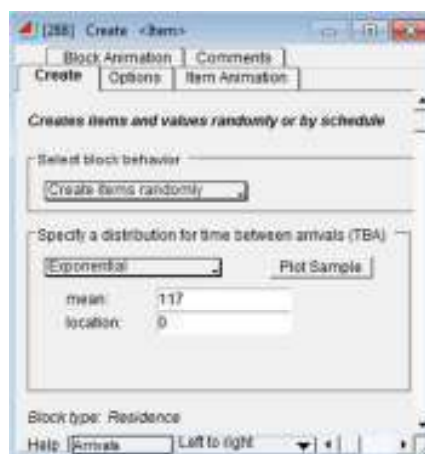 [288] Create <Item>
Block Animation Comments
Create Options Item Animation
Creates items and values randomly or by schedule
Select block behavior
Create items randomly
Specify a distribution for time between arrivals (TBA)
Exponential Plot Sample
mean: 117
location: 0
Block type: Residence
Help Arrivals Left to right